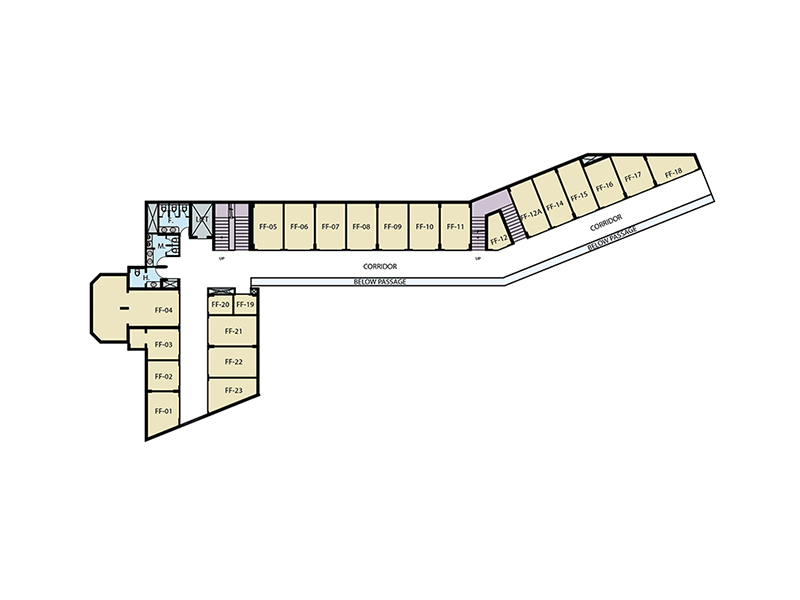 FF-18
FF-17
FF-16
FF-15
FF-14
FF-12A
FF-12
F.
LIFT
FF-05
FF-06
FF-07
FF-08
FF-09
FF-10
FF-11
CORRIDOR
BELOW PASSAGE
M.
UP
UP
CORRIDOR
BELOW PASSAGE
H.
FF-04
FF-20
FF-19
FF-03
FF-21
FF-02
FF-22
FF-01
FF-23